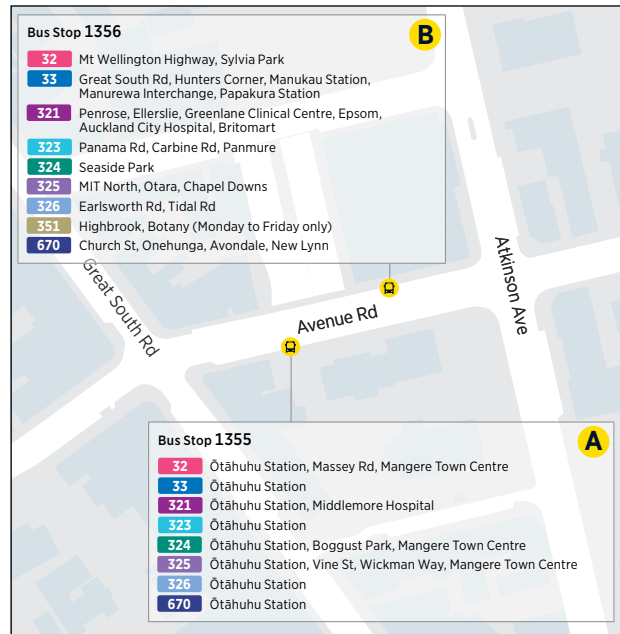 Bus Stop 1356
B
32 Mt Wellington Highway, Sylvia Park
33 Great South Rd, Hunters Corner, Manukau Station,
Manurewa Interchange, Papakura Station
321 Penrose, Ellerslie, Greenlane Clinical Centre, Epsom,
Auckland City Hospital, Britomart
323 Panama Rd, Carbine Rd, Panmure
324 Seaside Park
325 MIT North, Otara, Chapel Downs
326 Earlsworth Rd, Tidal Rd
351 Highbrook, Botany (Monday to Friday only)
670 Church St, Onehunga, Avondale, New Lynn
Great South Rd
Avenue Rd
Atkinson Ave
Bus Stop 1355
A
32 Ōtāhuhu Station, Massey Rd, Mangere Town Centre
33 Ōtāhuhu Station
321 Ōtāhuhu Station, Middlemore Hospital
323 Ōtāhuhu Station
324 Ōtāhuhu Station, Boggust Park, Mangere Town Centre
325 Ōtāhuhu Station, Vine St, Wickman Way, Mangere Town Centre
326 Ōtāhuhu Station
670 Ōtāhuhu Station